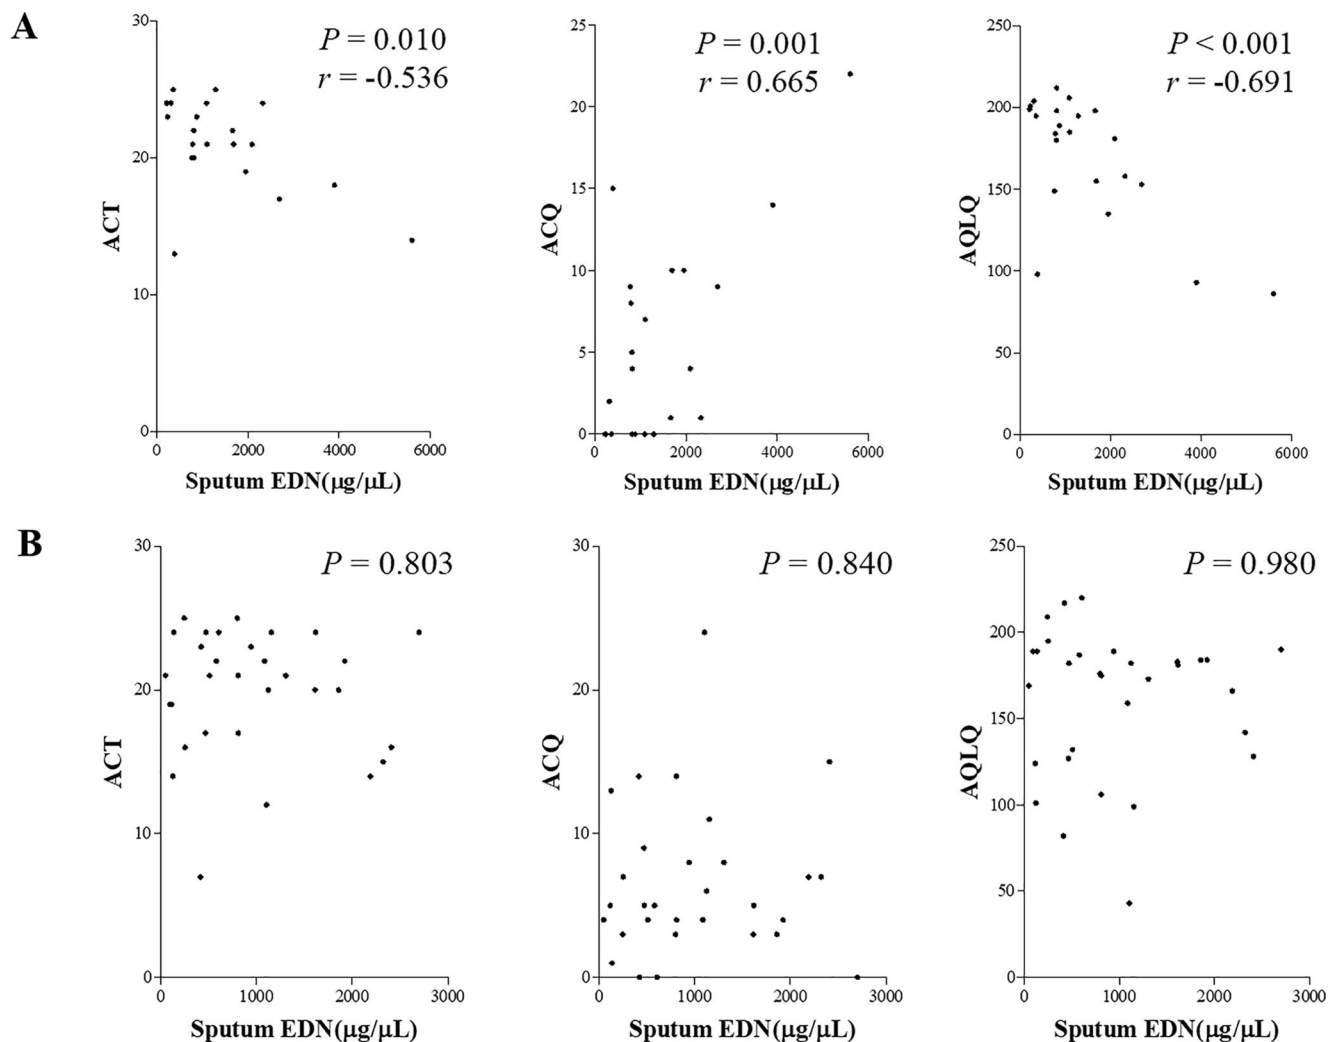 A
P = 0.010
r = -0.536
30
20
10
0
ACT
0 2000 4000 6000
Sputum EDN(µg/µL)
P = 0.001
r = 0.665
25
20
15
10
5
0
ACQ
0 2000 4000 6000
Sputum EDN(µg/µL)
P < 0.001
r = -0.691
250
200
150
100
50
0
AQLQ
0 2000 4000 6000
Sputum EDN(µg/µL)
B
P = 0.803
30
20
10
0
ACT
0 1000 2000 3000
Sputum EDN(µg/µL)
P = 0.840
30
20
10
0
ACQ
0 1000 2000 3000
Sputum EDN(µg/µL)
P = 0.980
250
200
150
100
50
0
AQLQ
0 1000 2000 3000
Sputum EDN(µg/µL)